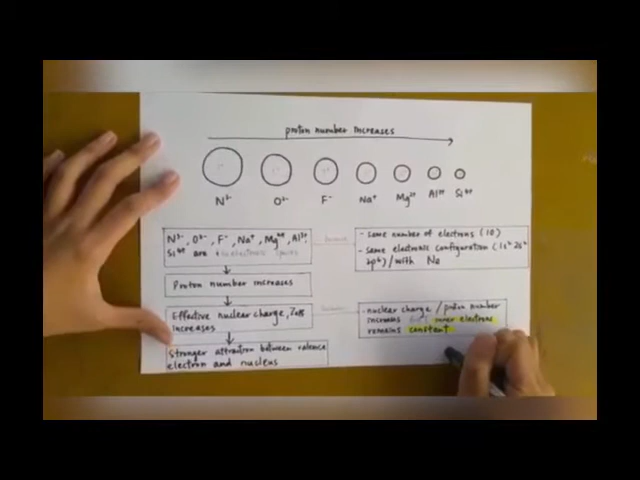 proton number increases
N³⁻ O²⁻ F⁻ Na⁺ Mg²⁺ Al³⁺ Si⁴⁺
N³⁻, O²⁻, F⁻, Na⁺, Mg²⁺, Al³⁺,
Si⁴⁺ are isoelectronic species
- same number of electrons (10)
- same electronic configuration (1s² 2s²
2p⁶) / with Ne
Proton number increases
Effective nuclear charge, Zeff
increases
- nuclear charge / proton number
increases but inner electrons
remains constant
Stronger attraction between valence
electron and nucleus